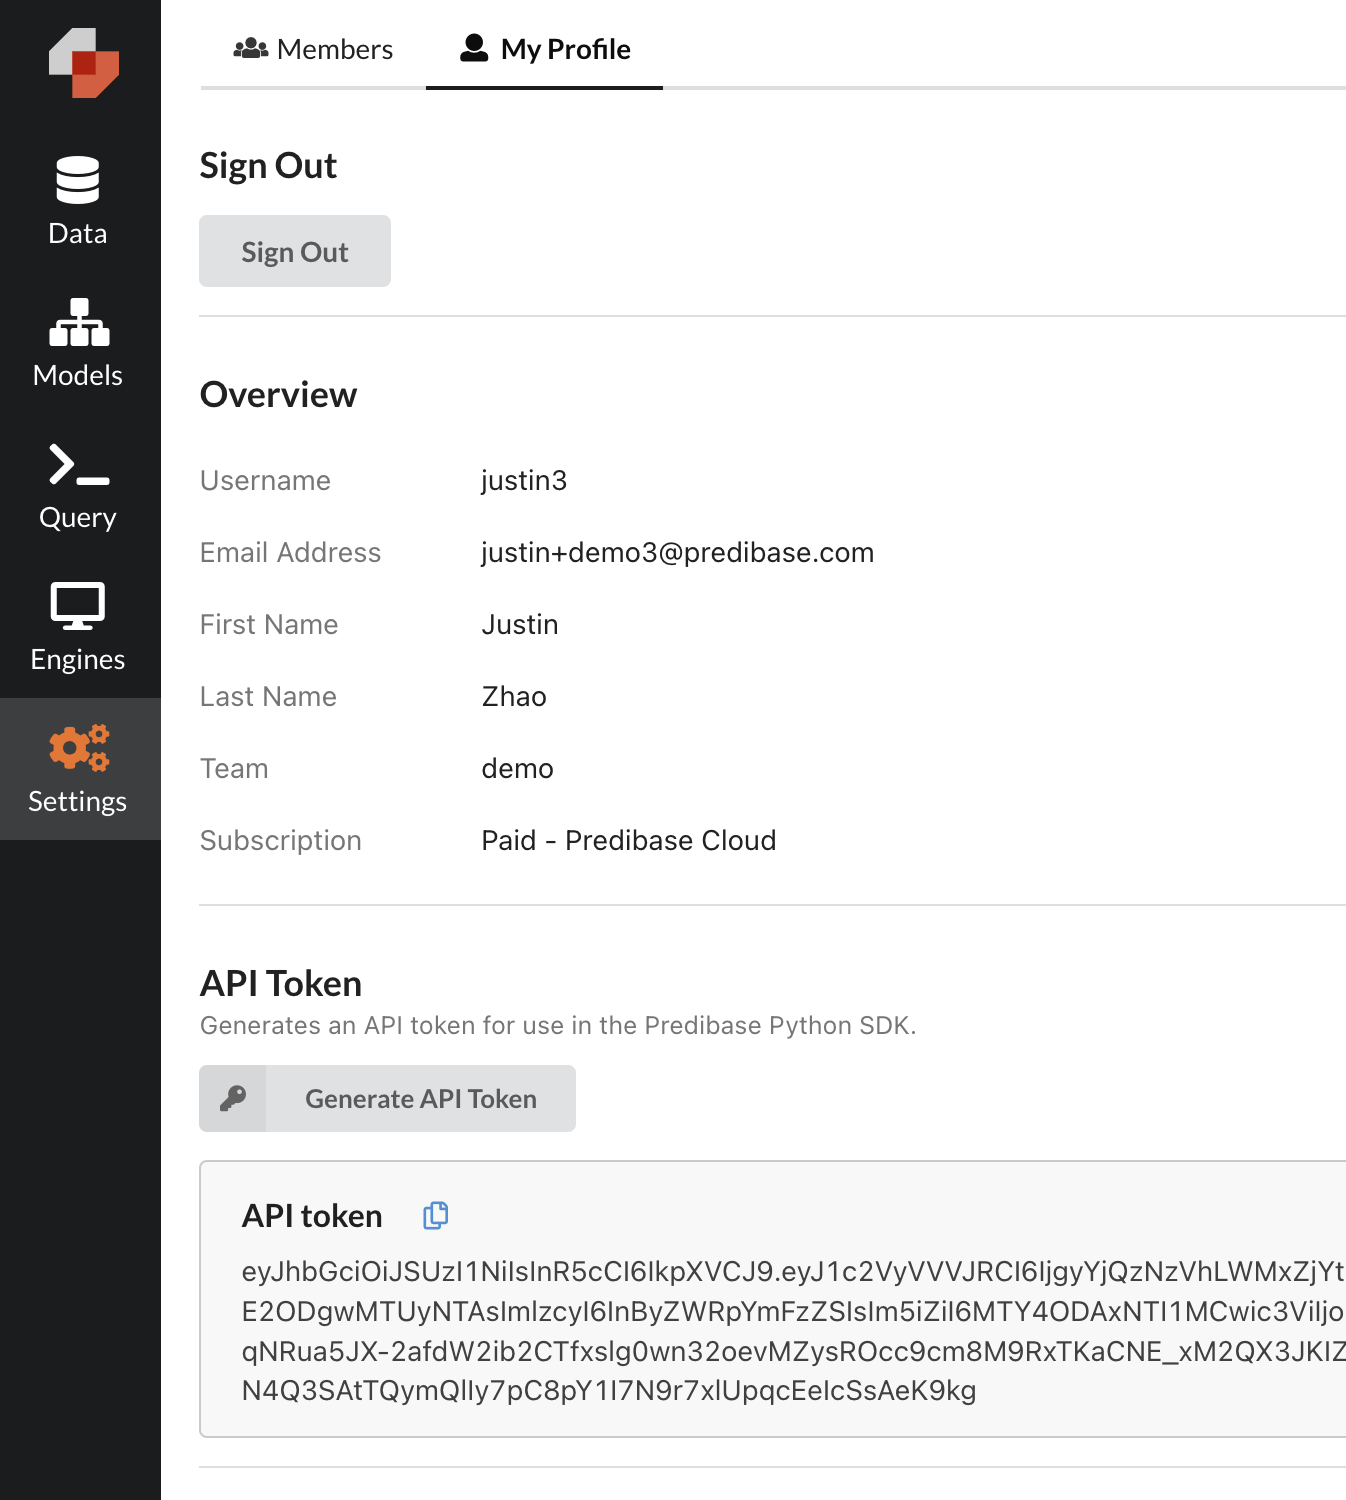 Members
My Profile
Data
Models
Query
Engines
Settings
Sign Out
Sign Out
Overview
Username justin3
Email Address justin+demo3@predibase.com
First Name Justin
Last Name Zhao
Team demo
Subscription Paid - Predibase Cloud
API Token
Generates an API token for use in the Predibase Python SDK.
Generate API Token
API token
eyJhbGciOiJSUzI1NiIsInR5cCI6IkpXVCJ9.eyJ1c2VyVVVJRCI6IjgyYjQzNzVhLWMxZjYt
E2ODgwMTUyNTAsImlzcyI6InByZWRpYmFzZSIsIm5iZiI6MTY4ODAxNTI1MCwic3ViIjo
qNRua5JX-2afdW2ib2CTfxslg0wn32oevMZysROcc9cm8M9RxTKaCNE_xM2QX3JKIZ
N4Q3SAtTQymQlIy7pC8pY1I7N9r7xlUpqcEeIcSsAeK9kg